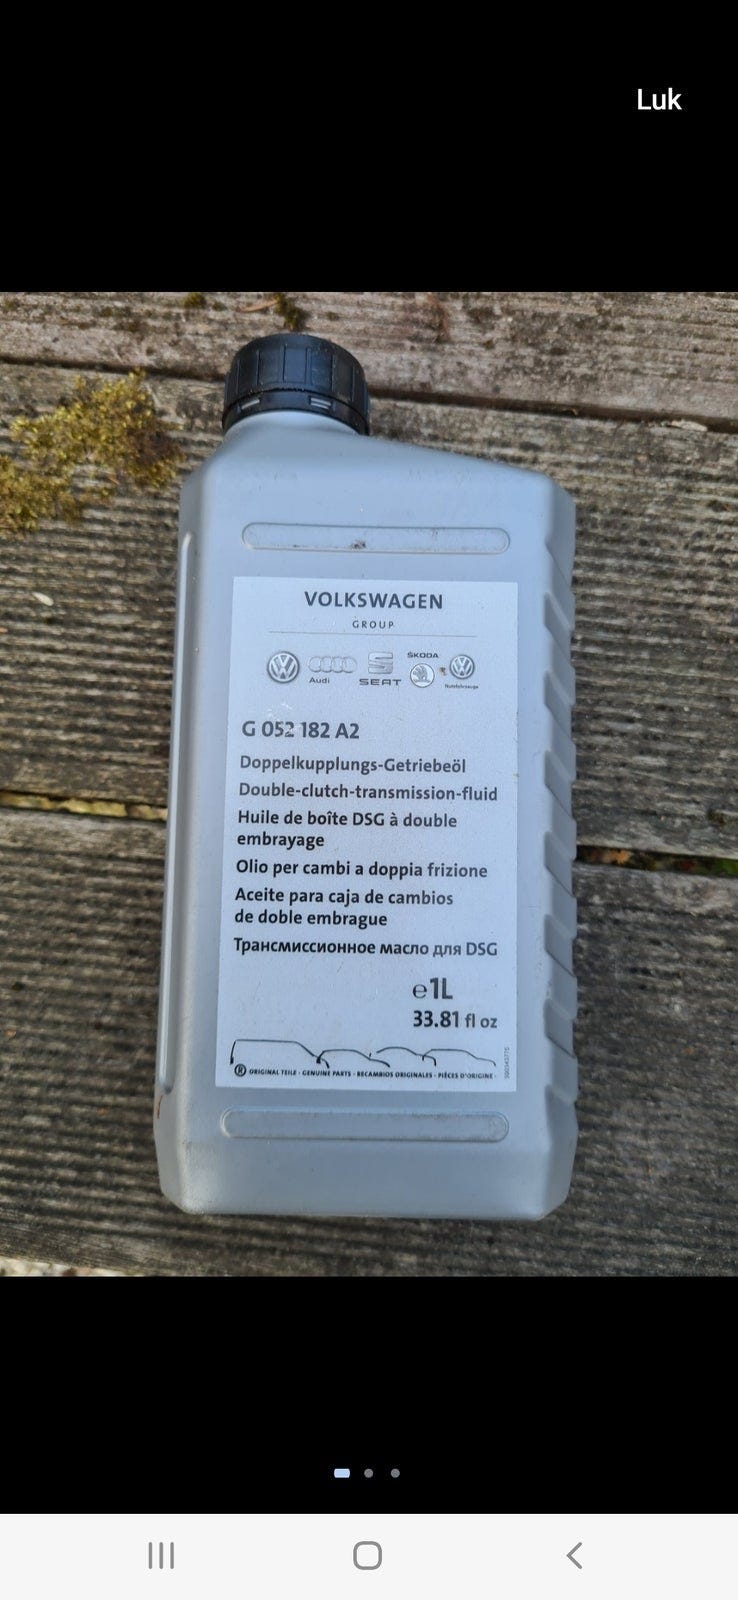 Luk
VOLKSWAGEN
GROUP
Audi
SEAT
ŠKODA
Nutzfahrzeuge
G 052 182 A2
Doppelkupplungs-Getriebeöl
Double-clutch-transmission-fluid
Huile de boîte DSG à double
embrayage
Olio per cambi a doppia frizione
Aceite para caja de cambios
de doble embrague
Трансмиссионное масло для DSG
e1L
33.81 fl oz
® ORIGINAL TEILE · GENUINE PARTS · RECAMBIOS ORIGINALES · PIÈCES D'ORIGINE ·